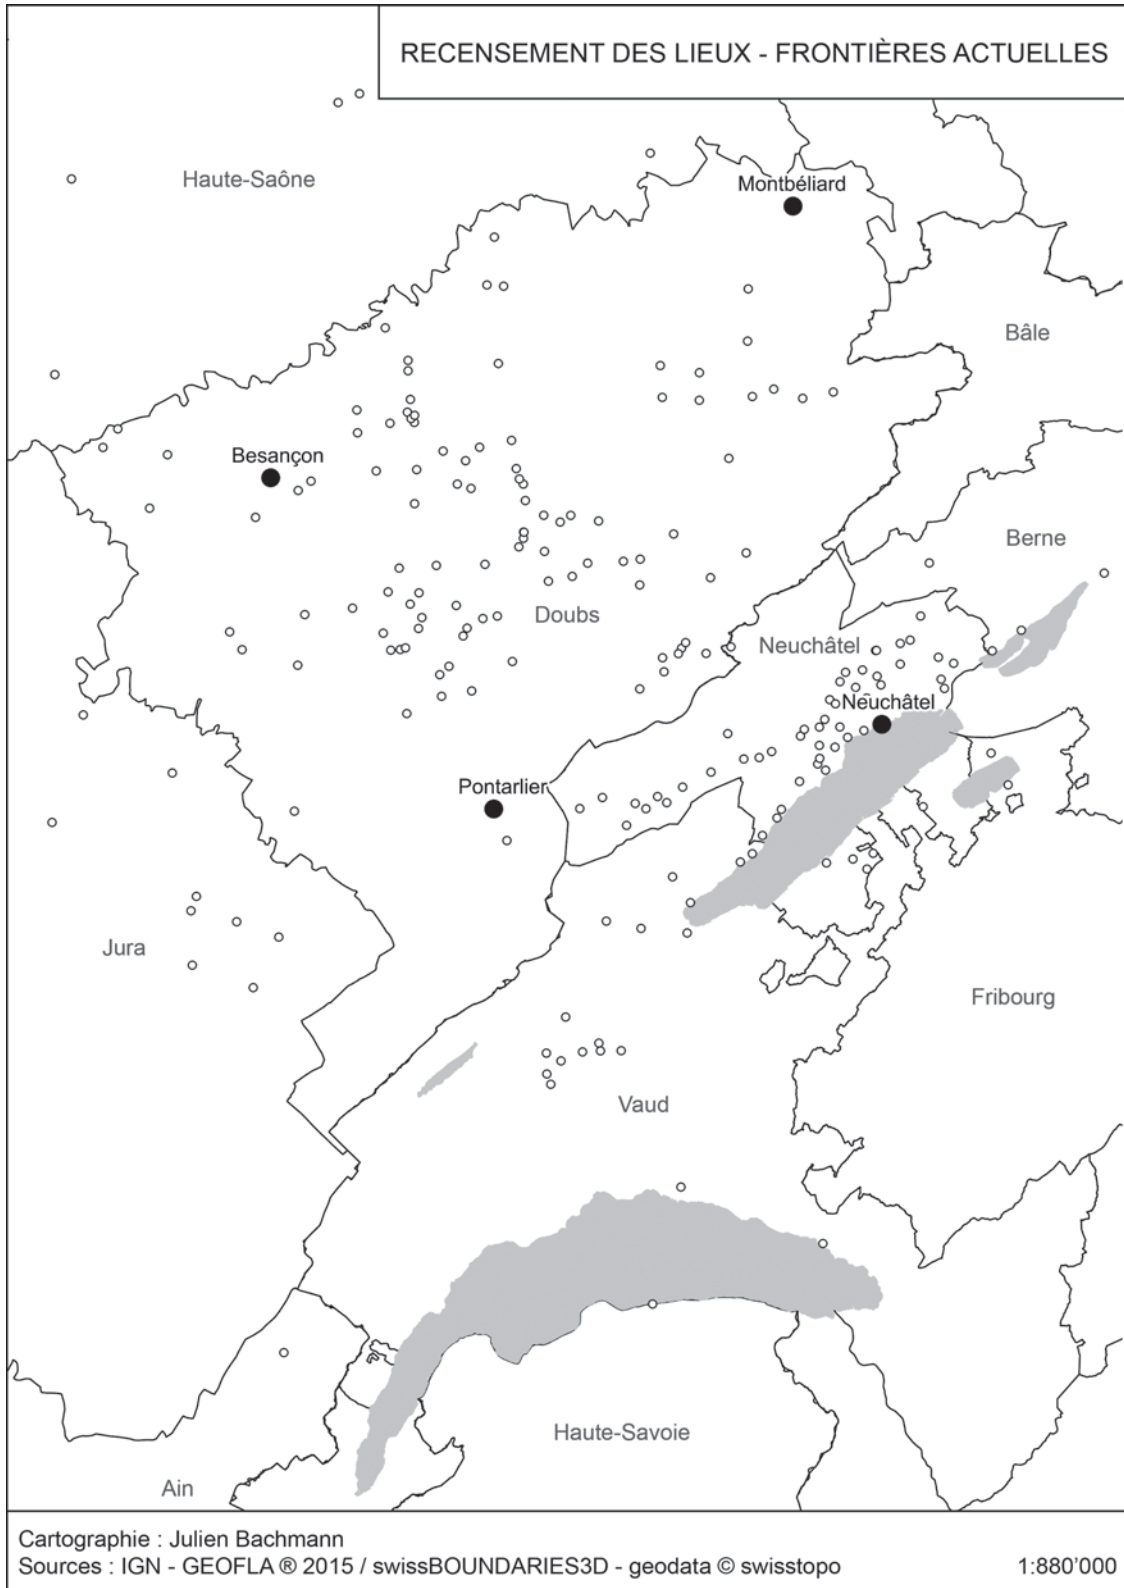 RECENSEMENT DES LIEUX - FRONTIÈRES ACTUELLES
Haute-Saône
Montbéliard
Bâle
Besançon
Berne
Doubs
Neuchâtel
Neuchâtel
Pontarlier
Jura
Fribourg
Vaud
Haute-Savoie
Ain
Cartographie : Julien Bachmann
Sources : IGN - GEOFLA ® 2015 / swissBOUNDARIES3D - geodata © swisstopo
1:880'000